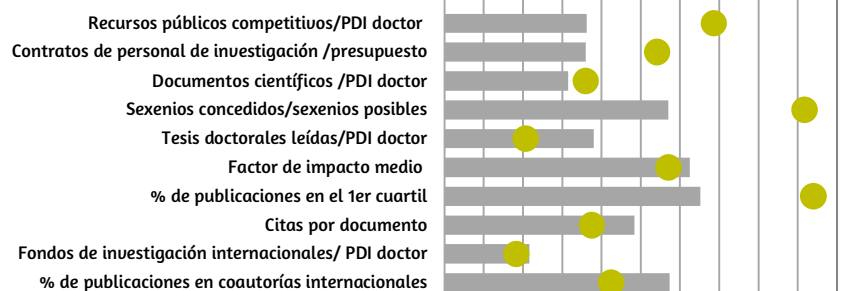 Recursos públicos competitivos/PDI doctor
Contratos de personal de investigación /presupuesto
Documentos científicos /PDI doctor
Sexenios concedidos/sexenios posibles
Tesis doctorales leídas/PDI doctor
Factor de impacto medio
% de publicaciones en el 1er cuartil
Citas por documento
Fondos de investigación internacionales/ PDI doctor
% de publicaciones en coautorías internacionales